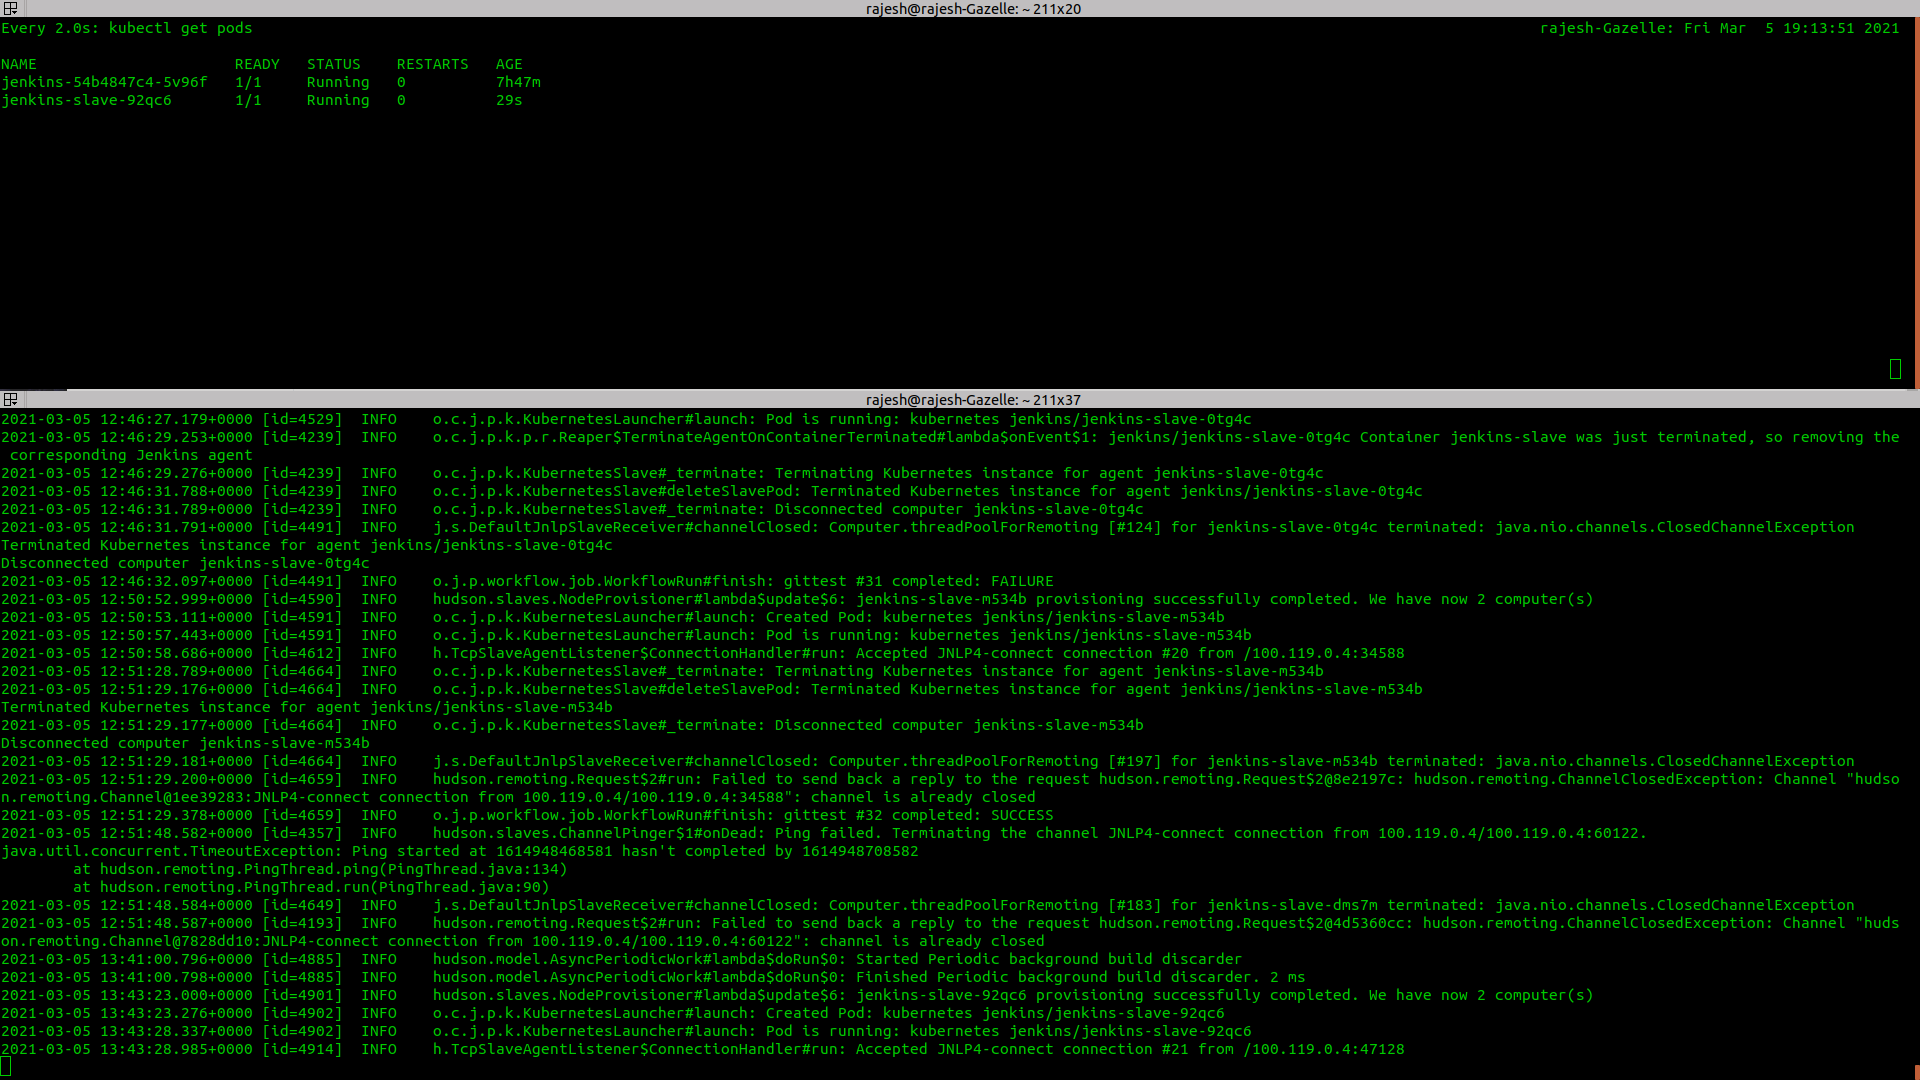 rajesh@rajesh-Gazelle: ~ 211x20
Every 2.0s: kubectl get pods rajesh-Gazelle: Fri Mar  5 19:13:51 2021
NAME READY STATUS RESTARTS AGE
jenkins-54b4847c4-5v96f 1/1 Running 0 7h47m
jenkins-slave-92qc6 1/1 Running 0 29s
rajesh@rajesh-Gazelle: ~ 211x37
2021-03-05 12:46:27.179+0000 [id=4529] INFO o.c.j.p.k.KubernetesLauncher#launch: Pod is running: kubernetes jenkins/jenkins-slave-0tg4c
2021-03-05 12:46:29.253+0000 [id=4239] INFO o.c.j.p.k.p.r.Reaper$TerminateAgentOnContainerTerminated#lambda$onEvent$1: jenkins/jenkins-slave-0tg4c Container jenkins-slave was just terminated, so removing the
corresponding Jenkins agent
2021-03-05 12:46:29.276+0000 [id=4239] INFO o.c.j.p.k.KubernetesSlave#_terminate: Terminating Kubernetes instance for agent jenkins-slave-0tg4c
2021-03-05 12:46:31.788+0000 [id=4239] INFO o.c.j.p.k.KubernetesSlave#deleteSlavePod: Terminated Kubernetes instance for agent jenkins/jenkins-slave-0tg4c
2021-03-05 12:46:31.789+0000 [id=4239] INFO o.c.j.p.k.KubernetesSlave#_terminate: Disconnected computer jenkins-slave-0tg4c
2021-03-05 12:46:31.791+0000 [id=4491] INFO j.s.DefaultJnlpSlaveReceiver#channelClosed: Computer.threadPoolForRemoting [#124] for jenkins-slave-0tg4c terminated: java.nio.channels.ClosedChannelException
Terminated Kubernetes instance for agent jenkins/jenkins-slave-0tg4c
Disconnected computer jenkins-slave-0tg4c
2021-03-05 12:46:32.097+0000 [id=4491] INFO o.j.p.workflow.job.WorkflowRun#finish: gittest #31 completed: FAILURE
2021-03-05 12:50:52.999+0000 [id=4590] INFO hudson.slaves.NodeProvisioner#lambda$update$6: jenkins-slave-m534b provisioning successfully completed. We have now 2 computer(s)
2021-03-05 12:50:53.111+0000 [id=4591] INFO o.c.j.p.k.KubernetesLauncher#launch: Created Pod: kubernetes jenkins/jenkins-slave-m534b
2021-03-05 12:50:57.443+0000 [id=4591] INFO o.c.j.p.k.KubernetesLauncher#launch: Pod is running: kubernetes jenkins/jenkins-slave-m534b
2021-03-05 12:50:58.686+0000 [id=4612] INFO h.TcpSlaveAgentListener$ConnectionHandler#run: Accepted JNLP4-connect connection #20 from /100.119.0.4:34588
2021-03-05 12:51:28.789+0000 [id=4664] INFO o.c.j.p.k.KubernetesSlave#_terminate: Terminating Kubernetes instance for agent jenkins-slave-m534b
2021-03-05 12:51:29.176+0000 [id=4664] INFO o.c.j.p.k.KubernetesSlave#deleteSlavePod: Terminated Kubernetes instance for agent jenkins/jenkins-slave-m534b
Terminated Kubernetes instance for agent jenkins/jenkins-slave-m534b
2021-03-05 12:51:29.177+0000 [id=4664] INFO o.c.j.p.k.KubernetesSlave#_terminate: Disconnected computer jenkins-slave-m534b
Disconnected computer jenkins-slave-m534b
2021-03-05 12:51:29.181+0000 [id=4664] INFO j.s.DefaultJnlpSlaveReceiver#channelClosed: Computer.threadPoolForRemoting [#197] for jenkins-slave-m534b terminated: java.nio.channels.ClosedChannelException
2021-03-05 12:51:29.200+0000 [id=4659] INFO hudson.remoting.Request$2#run: Failed to send back a reply to the request hudson.remoting.Request$2@8e2197c: hudson.remoting.ChannelClosedException: Channel "hudso
n.remoting.Channel@1ee39283:JNLP4-connect connection from 100.119.0.4/100.119.0.4:34588": channel is already closed
2021-03-05 12:51:29.378+0000 [id=4659] INFO o.j.p.workflow.job.WorkflowRun#finish: gittest #32 completed: SUCCESS
2021-03-05 12:51:48.582+0000 [id=4357] INFO hudson.slaves.ChannelPinger$1#onDead: Ping failed. Terminating the channel JNLP4-connect connection from 100.119.0.4/100.119.0.4:60122.
java.util.concurrent.TimeoutException: Ping started at 1614948468581 hasn't completed by 1614948708582
at hudson.remoting.PingThread.ping(PingThread.java:134)
at hudson.remoting.PingThread.run(PingThread.java:90)
2021-03-05 12:51:48.584+0000 [id=4649] INFO j.s.DefaultJnlpSlaveReceiver#channelClosed: Computer.threadPoolForRemoting [#183] for jenkins-slave-dms7m terminated: java.nio.channels.ClosedChannelException
2021-03-05 12:51:48.587+0000 [id=4193] INFO hudson.remoting.Request$2#run: Failed to send back a reply to the request hudson.remoting.Request$2@4d5360cc: hudson.remoting.ChannelClosedException: Channel "huds
on.remoting.Channel@7828dd10:JNLP4-connect connection from 100.119.0.4/100.119.0.4:60122": channel is already closed
2021-03-05 13:41:00.796+0000 [id=4885] INFO hudson.model.AsyncPeriodicWork#lambda$doRun$0: Started Periodic background build discarder
2021-03-05 13:41:00.798+0000 [id=4885] INFO hudson.model.AsyncPeriodicWork#lambda$doRun$0: Finished Periodic background build discarder. 2 ms
2021-03-05 13:43:23.000+0000 [id=4901] INFO hudson.slaves.NodeProvisioner#lambda$update$6: jenkins-slave-92qc6 provisioning successfully completed. We have now 2 computer(s)
2021-03-05 13:43:23.276+0000 [id=4902] INFO o.c.j.p.k.KubernetesLauncher#launch: Created Pod: kubernetes jenkins/jenkins-slave-92qc6
2021-03-05 13:43:28.337+0000 [id=4902] INFO o.c.j.p.k.KubernetesLauncher#launch: Pod is running: kubernetes jenkins/jenkins-slave-92qc6
2021-03-05 13:43:28.985+0000 [id=4914] INFO h.TcpSlaveAgentListener$ConnectionHandler#run: Accepted JNLP4-connect connection #21 from /100.119.0.4:47128